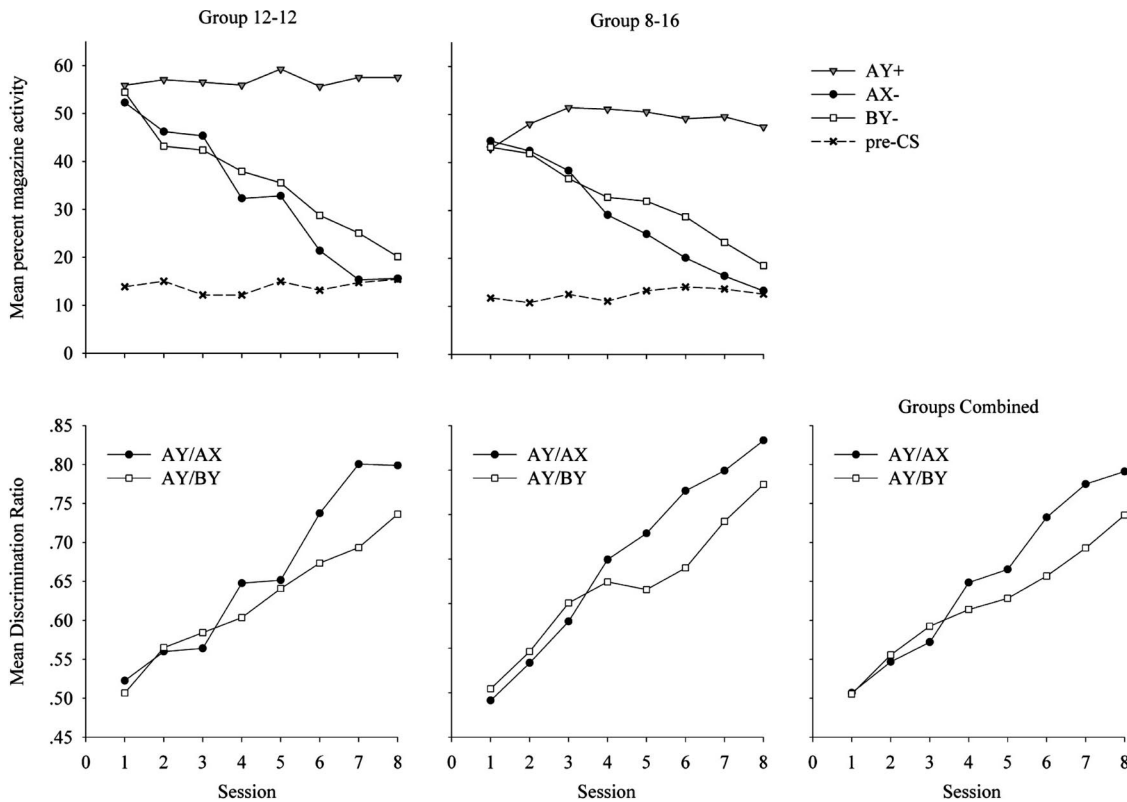 Group 12-12
Group 8-16
Mean percent magazine activity
60
50
40
30
20
10
0
AY+
AX-
BY-
pre-CS
Groups Combined
Mean Discrimination Ratio
.85
.80
.75
.70
.65
.60
.55
.50
.45
AY/AX
AY/BY
AY/AX
AY/BY
AY/AX
AY/BY
0 1 2 3 4 5 6 7 8
0 1 2 3 4 5 6 7 8
0 1 2 3 4 5 6 7 8
Session
Session
Session